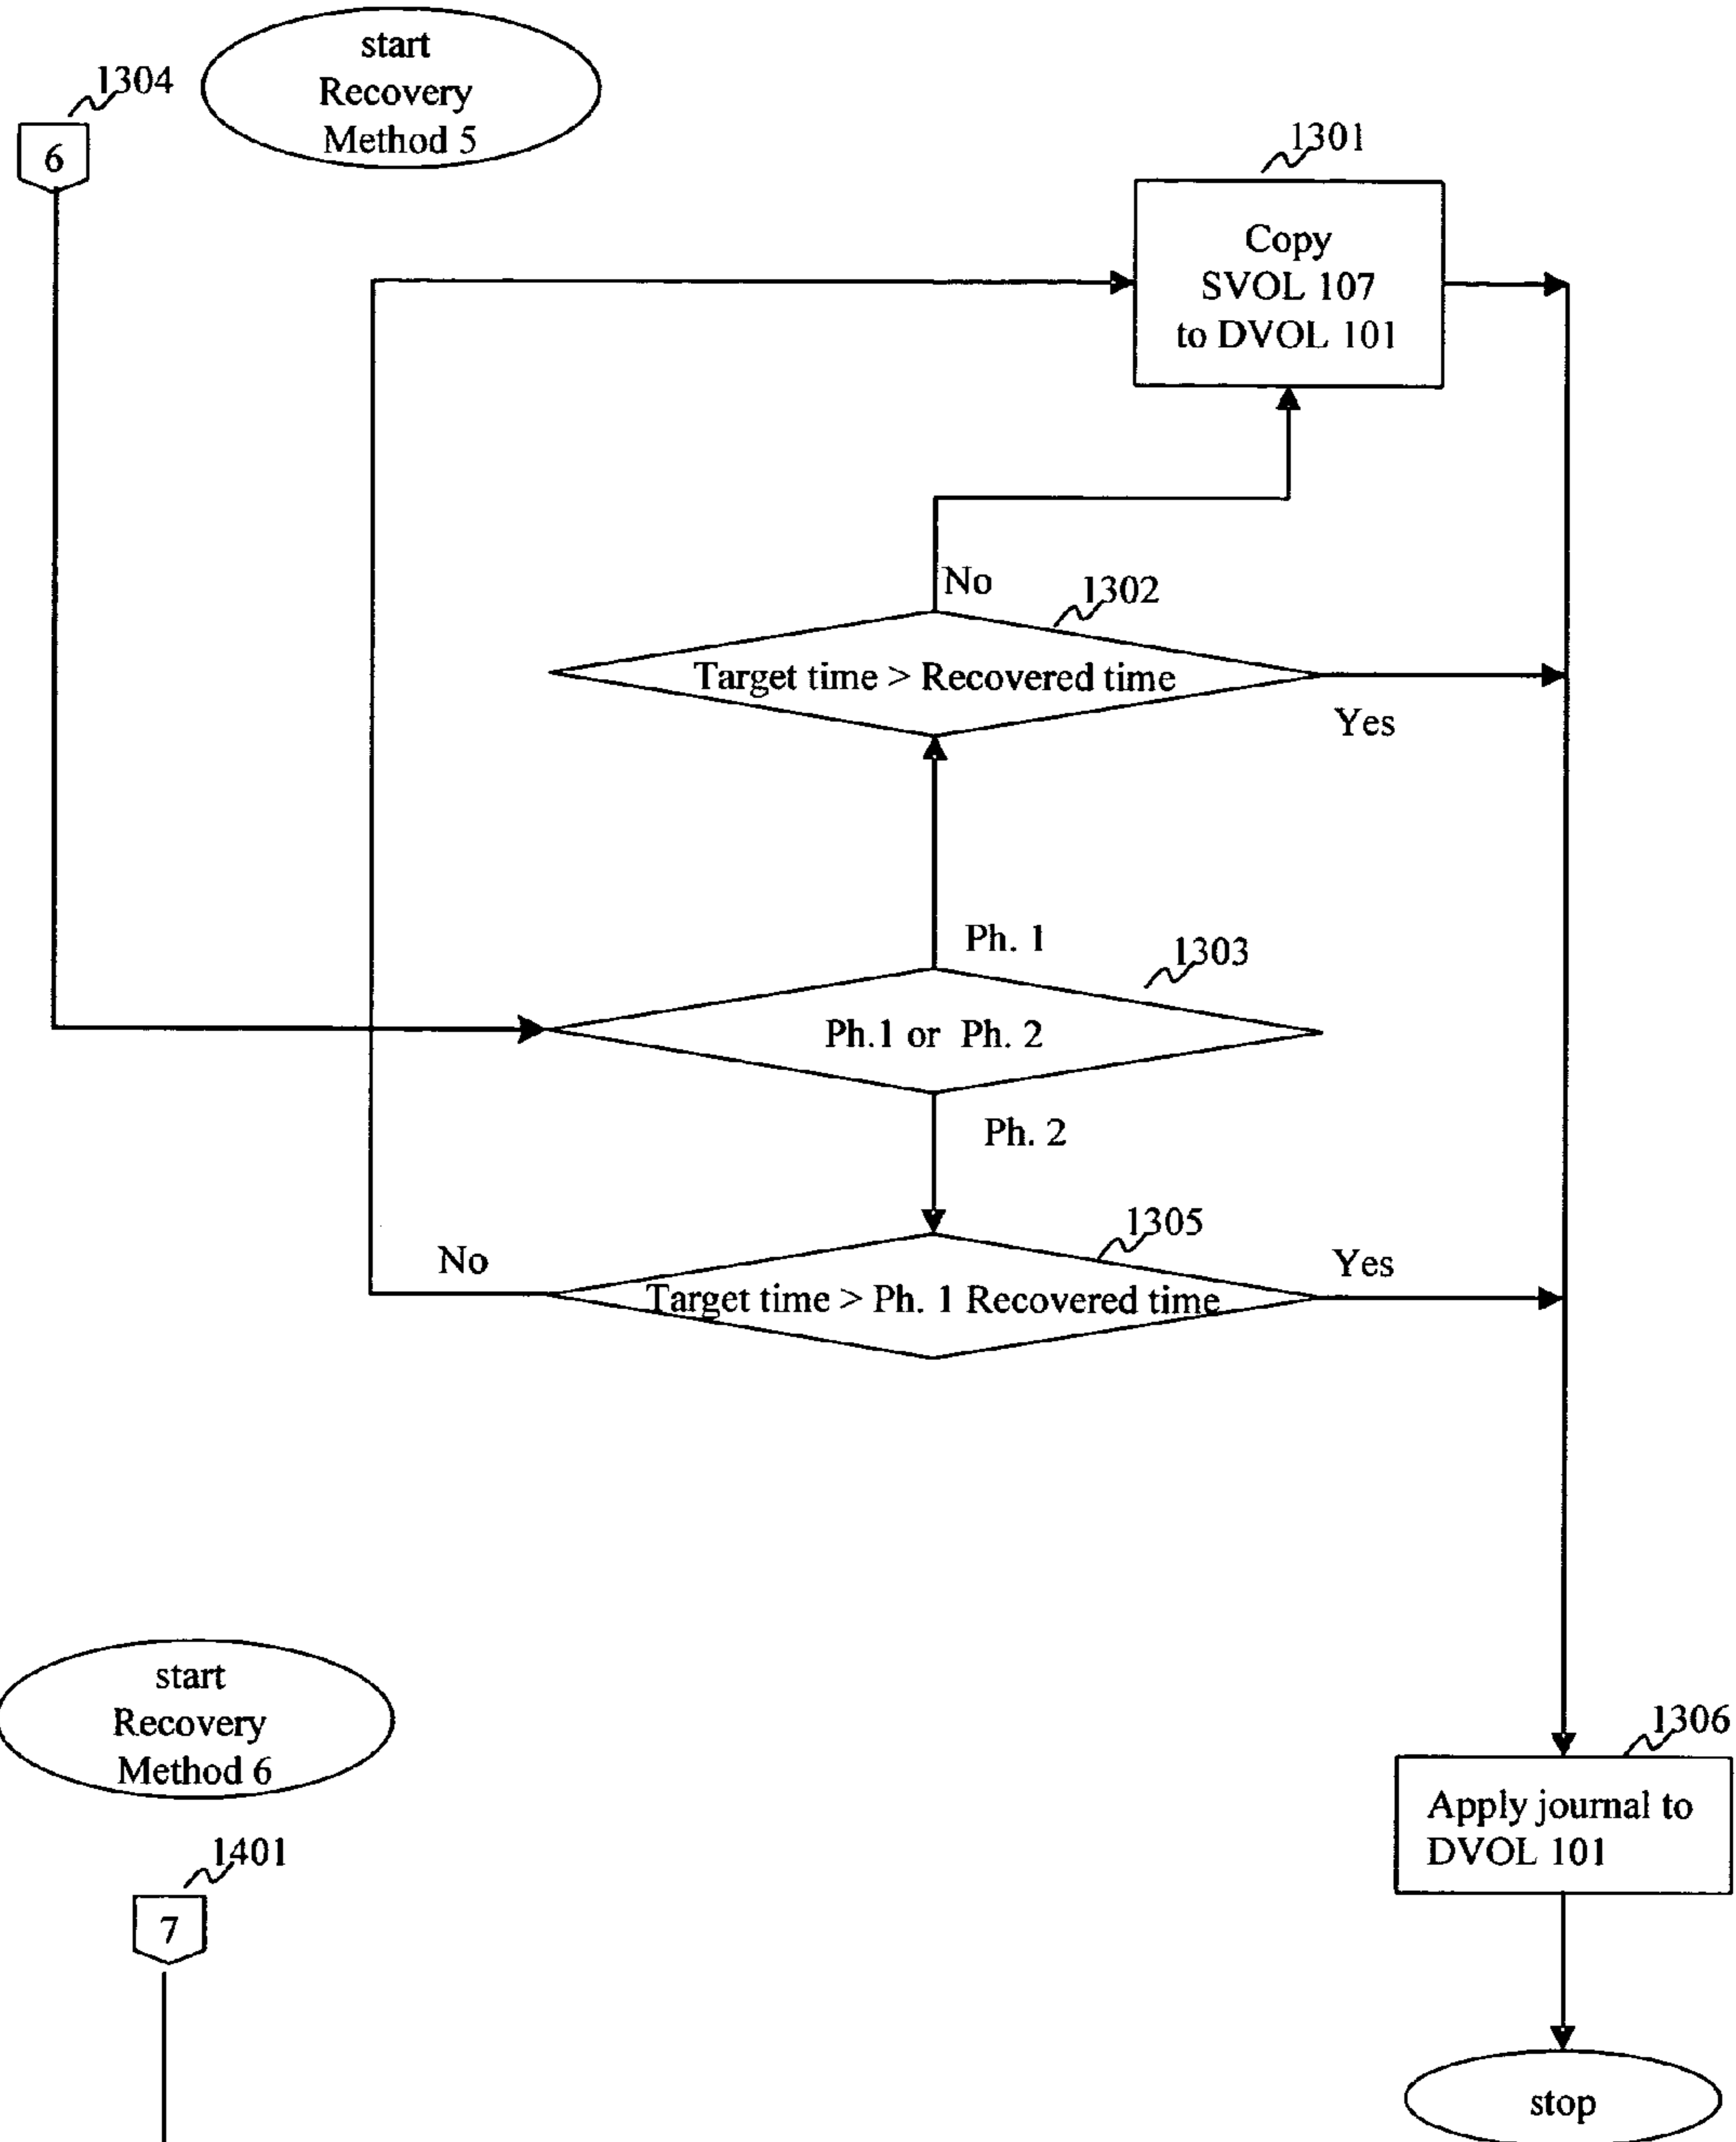 start
Recovery
Method 5
1304
6
1301
Copy
SVOL 107
to DVOL 101
No
1302
Target time > Recovered time
Yes
Ph. 1
1303
Ph.1 or Ph. 2
Ph. 2
1305
No
Yes
Target time > Ph. 1 Recovered time
start
Recovery
Method 6
1306
Apply journal to
DVOL 101
1401
7
stop